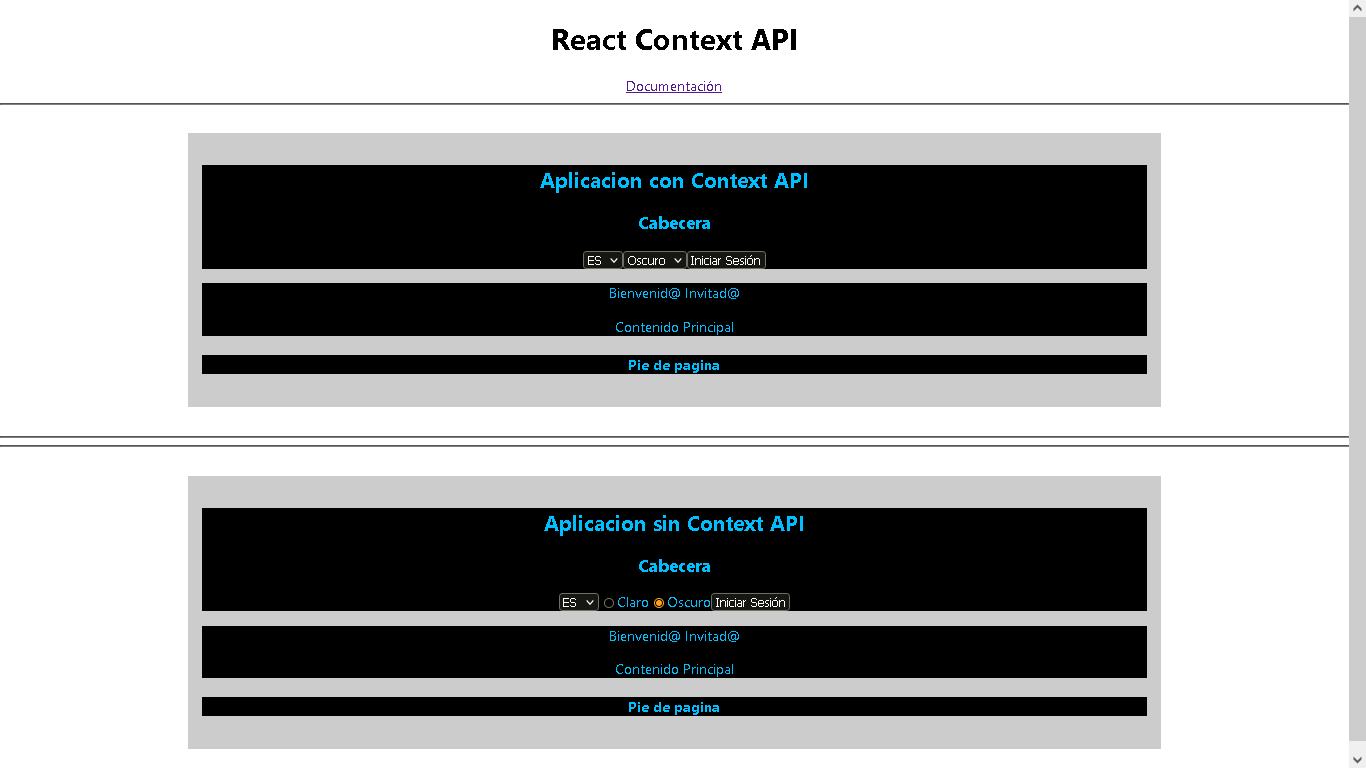 React Context API
Documentación
Aplicacion con Context API
Cabecera
ES Oscuro Iniciar Sesión
Bienvenid@ Invitad@
Contenido Principal
Pie de pagina
Aplicacion sin Context API
Cabecera
ES Claro Oscuro Iniciar Sesión
Bienvenid@ Invitad@
Contenido Principal
Pie de pagina